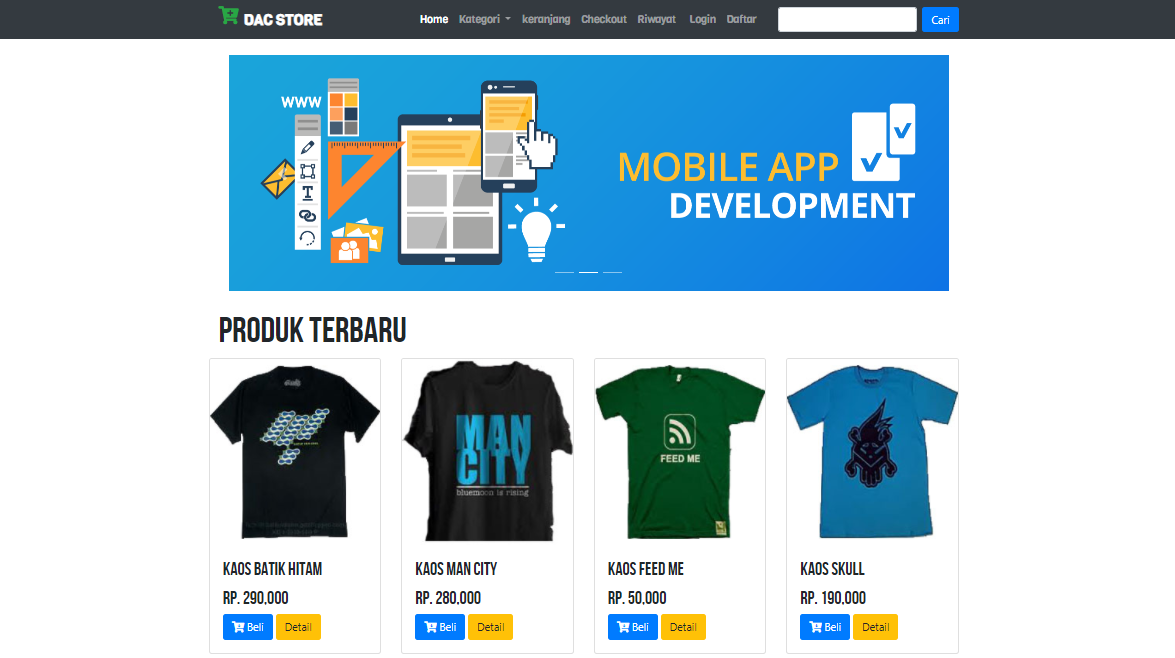 DAC STORE
Home Kategori keranjang Checkout Riwayat Login Daftar Cari
WWW
T
MOBILE APP
DEVELOPMENT
PRODUK TERBARU
MAN
CITY
bluemoon is rising
FEED ME
KAOS BATIK HITAM
RP. 290,000
Beli Detail
KAOS MAN CITY
RP. 280,000
Beli Detail
KAOS FEED ME
RP. 50,000
Beli Detail
KAOS SKULL
RP. 190,000
Beli Detail